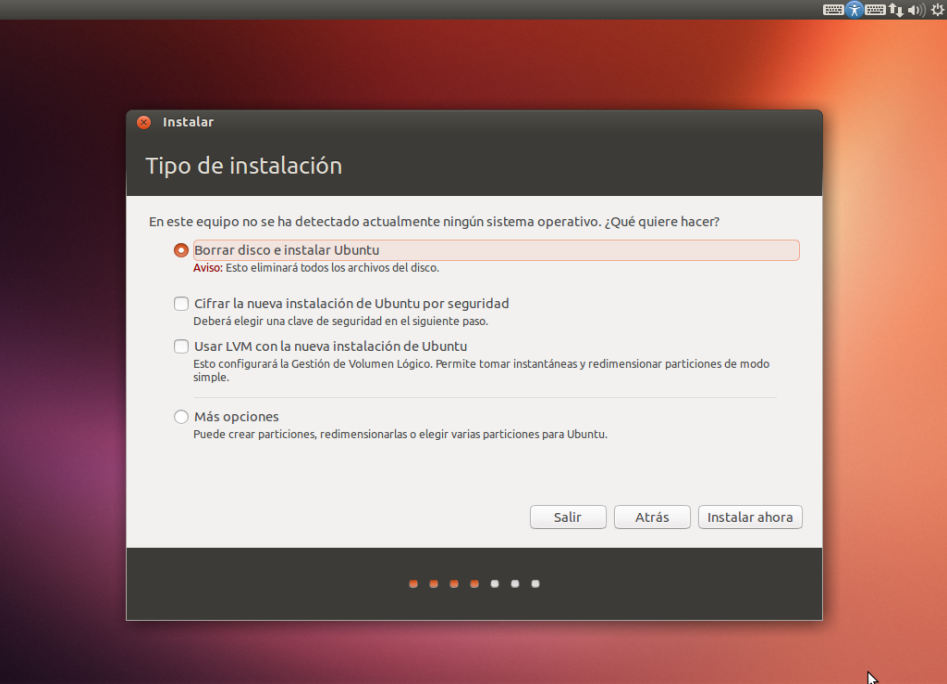 Instalar
Tipo de instalación
En este equipo no se ha detectado actualmente ningún sistema operativo. ¿Qué quiere hacer?
Borrar disco e instalar Ubuntu
Aviso: Esto eliminará todos los archivos del disco.
Cifrar la nueva instalación de Ubuntu por seguridad
Deberá elegir una clave de seguridad en el siguiente paso.
Usar LVM con la nueva instalación de Ubuntu
Esto configurará la Gestión de Volumen Lógico. Permite tomar instantáneas y redimensionar particiones de modo
simple.
Más opciones
Puede crear particiones, redimensionarlas o elegir varias particiones para Ubuntu.
Salir Atrás Instalar ahora